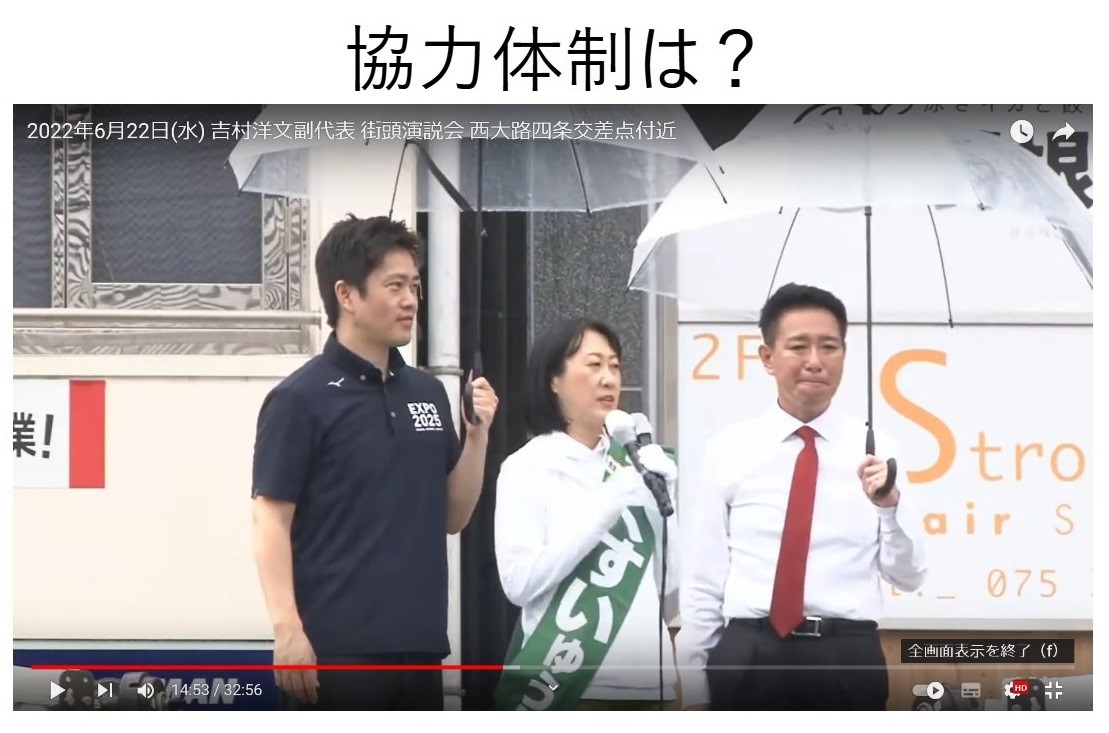 協力体制は？
2022年6月22日(水) 吉村洋文副代表 街頭演説会 西大路四条交差点付近
業!
EXPO
2025
2F
Stro
air S
075
全画面表示を終了 (f)
14:53 / 32:56
HD